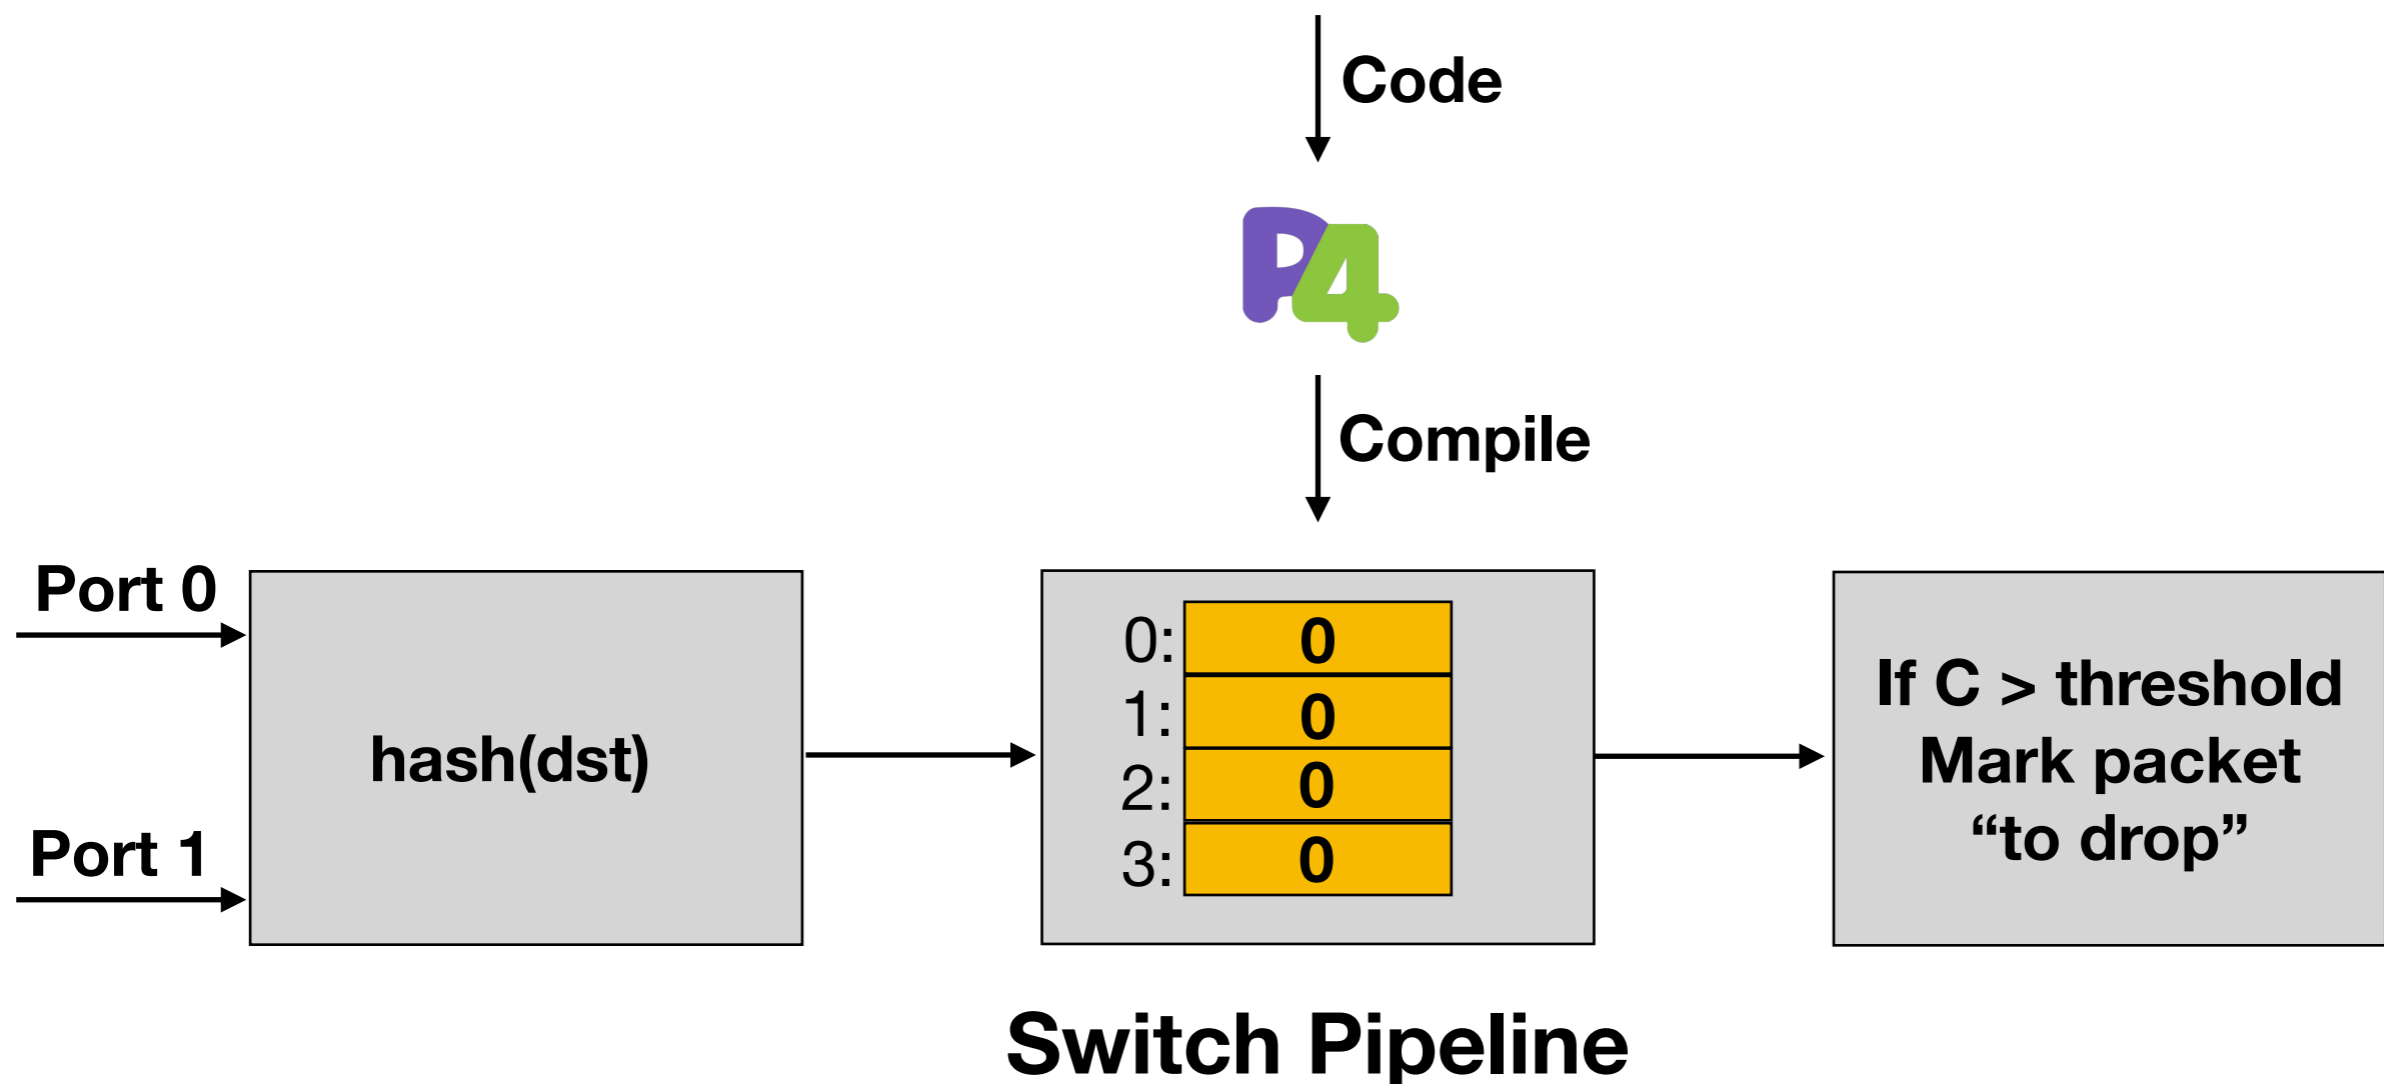 Code
P4
Compile
Port 0
Port 1
hash(dst)
0: 0
1: 0
2: 0
3: 0
If C > threshold
Mark packet
“to drop”
Switch Pipeline